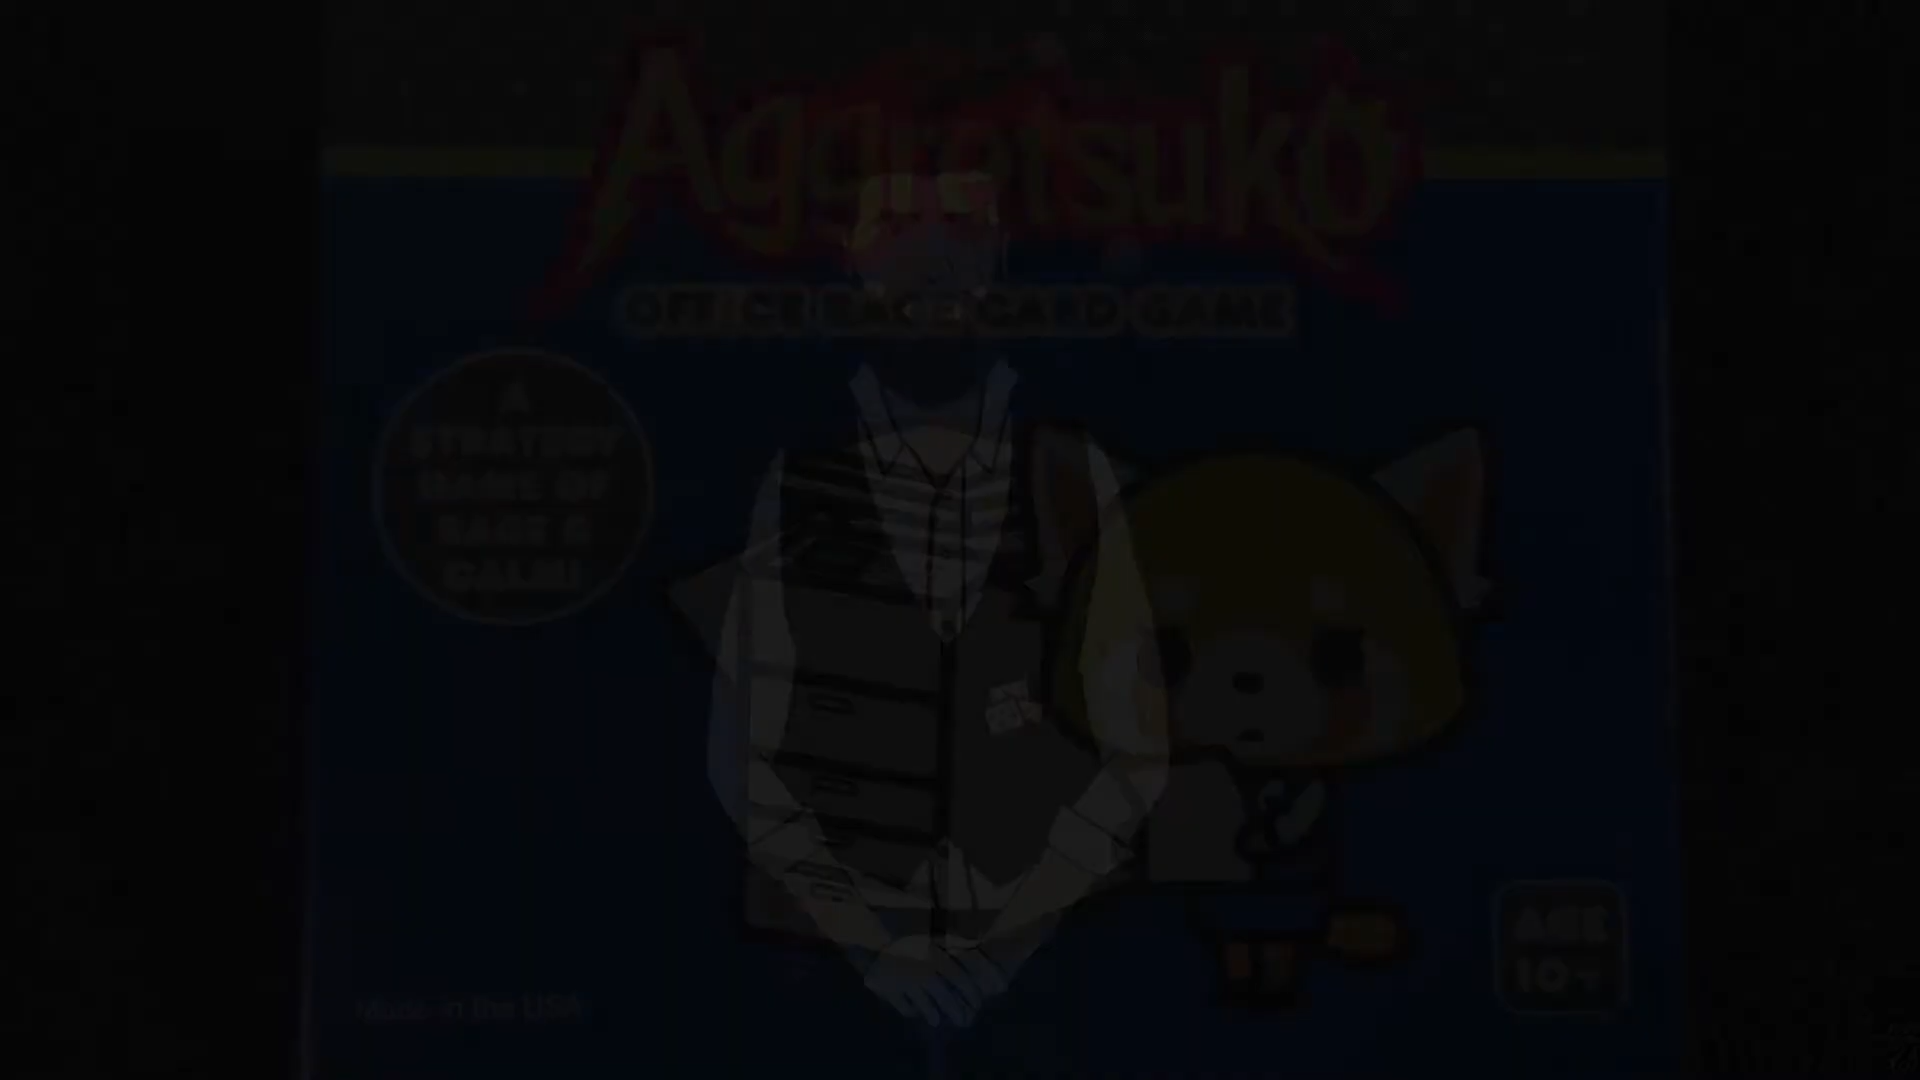 Aggretsuko
OFFICE RAGE CARD GAME
A
STRATEGY
GAME OF
RAGE &
CALM!
AGE
10+
Made in the USA